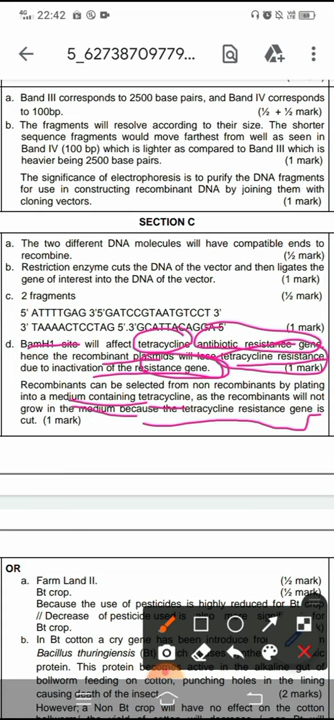 4G 22:42
5_62738709779...
a. Band III corresponds to 2500 base pairs, and Band IV corresponds
to 100bp. (½ + ½ mark)
b. The fragments will resolve according to their size. The shorter
sequence fragments would move farthest from well as seen in
Band IV (100 bp) which is lighter as compared to Band III which is
heavier being 2500 base pairs. (1 mark)
The significance of electrophoresis is to purify the DNA fragments
for use in constructing recombinant DNA by joining them with
cloning vectors. (1 mark)
SECTION C
a. The two different DNA molecules will have compatible ends to
recombine. (½ mark)
b. Restriction enzyme cuts the DNA of the vector and then ligates the
gene of interest into the DNA of the vector. (1 mark)
c. 2 fragments (½ mark)
5' ATTTTGAG 3'5'GATCCGTAATGTCCT 3'
3' TAAAACTCCTAG 5'.3'GCATTACAGGA 5' (1 mark)
d. BamH1 site will affect tetracycline antibiotic resistance gene,
hence the recombinant plasmids will lose tetracycline resistance
due to inactivation of the resistance gene. (1 mark)
Recombinants can be selected from non recombinants by plating
into a medium containing tetracycline, as the recombinants will not
grow in the medium because the tetracycline resistance gene is
cut. (1 mark)
OR
a. Farm Land II. (½ mark)
Bt crop. (½ mark)
Because the use of pesticides is highly reduced for Bt crop
// Decrease of pesticide used is also more
Bt crop.
b. In Bt cotton a cry gene has been introduce
Bacillus thuringiensis (Bt)
protein. This protein becomes active in the alkaline gut
bollworm feeding on cotton, punching holes in the lining
causing death of the insect (2 marks)
However, a Non Bt crop will have no effect on the cotton